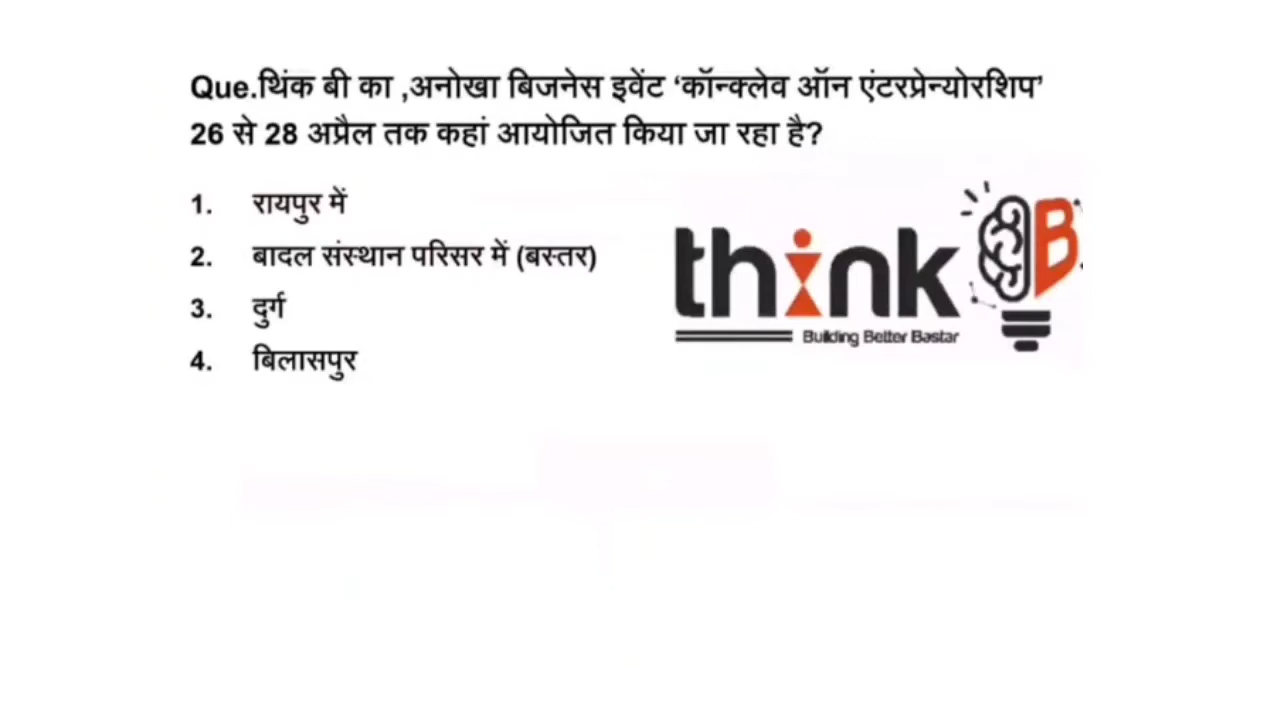 Que.थिंक बी का ,अनोखा बिजनेस इवेंट ‘कॉन्क्लेव ऑन एंटरप्रेन्योरशिप’
26 से 28 अप्रैल तक कहां आयोजित किया जा रहा है?
1. रायपुर में
2. बादल संस्थान परिसर में (बस्तर)
3. दुर्ग
4. बिलासपुर
think B
Building Better Bastar